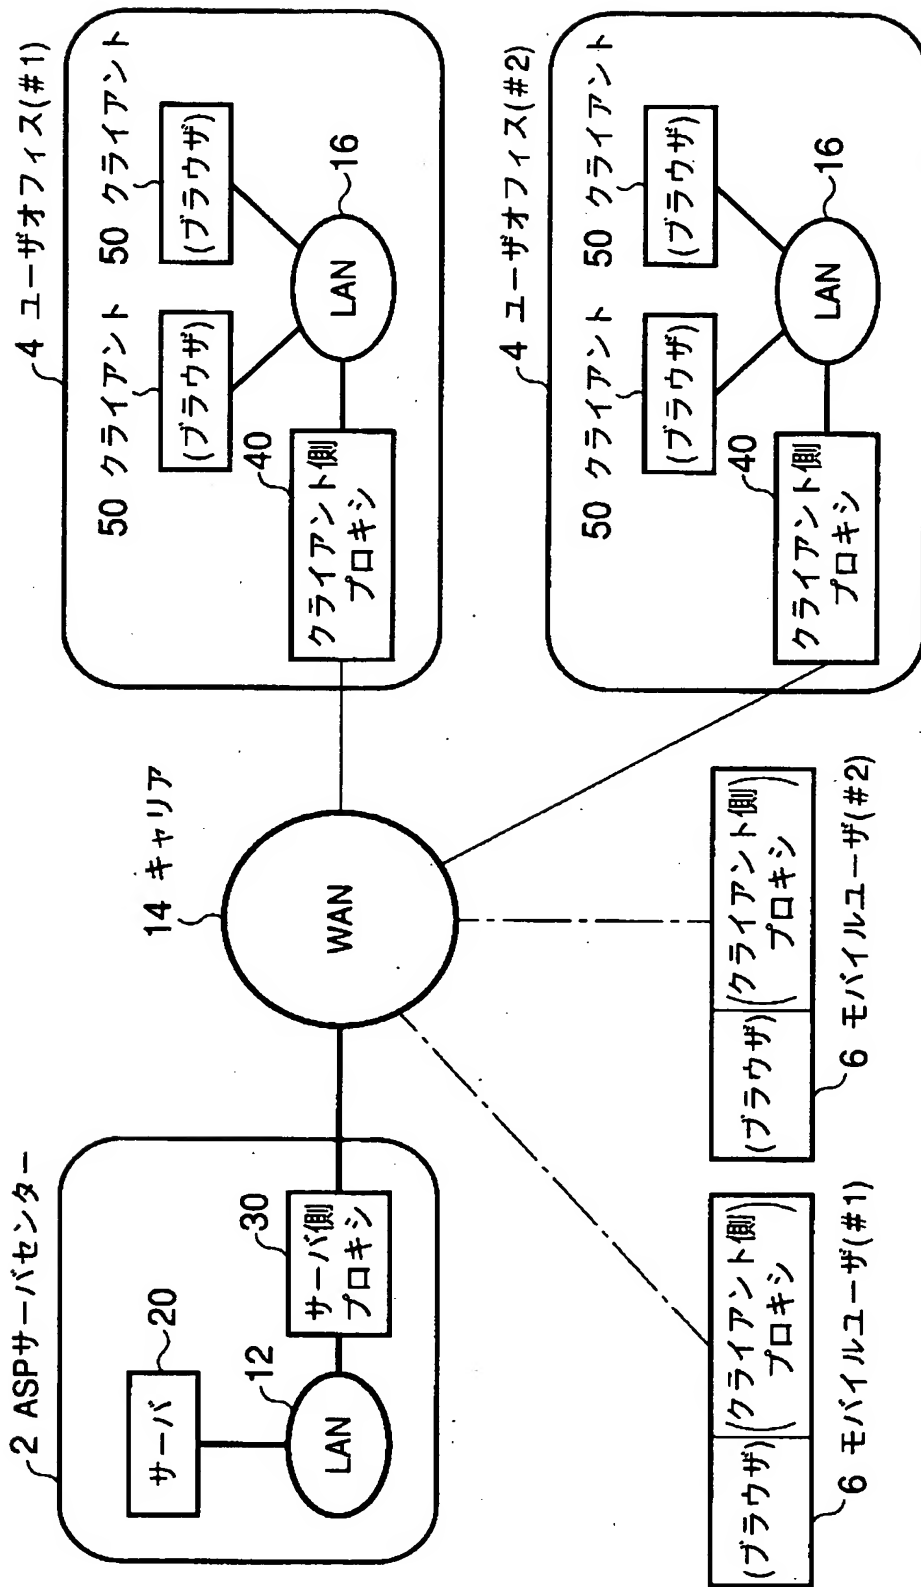 2 ASPサーバセンター
サーバ
20
12
LAN
30
サーバ側
プロキシ
14 キャリア
WAN
4 ユーザオフィス(#1)
50 クライアント
(ブラウザ)
50 クライアント
(ブラウザ)
16
LAN
40
クライアント側
プロキシ
4 ユーザオフィス(#2)
50 クライアント
(ブラウザ)
50 クライアント
(ブラウザ)
16
LAN
40
クライアント側
プロキシ
(ブラウザ)
(クライアント側
プロキシ)
6 モバイルユーザ(#1)
(ブラウザ)
(クライアント側
プロキシ)
6 モバイルユーザ(#2)